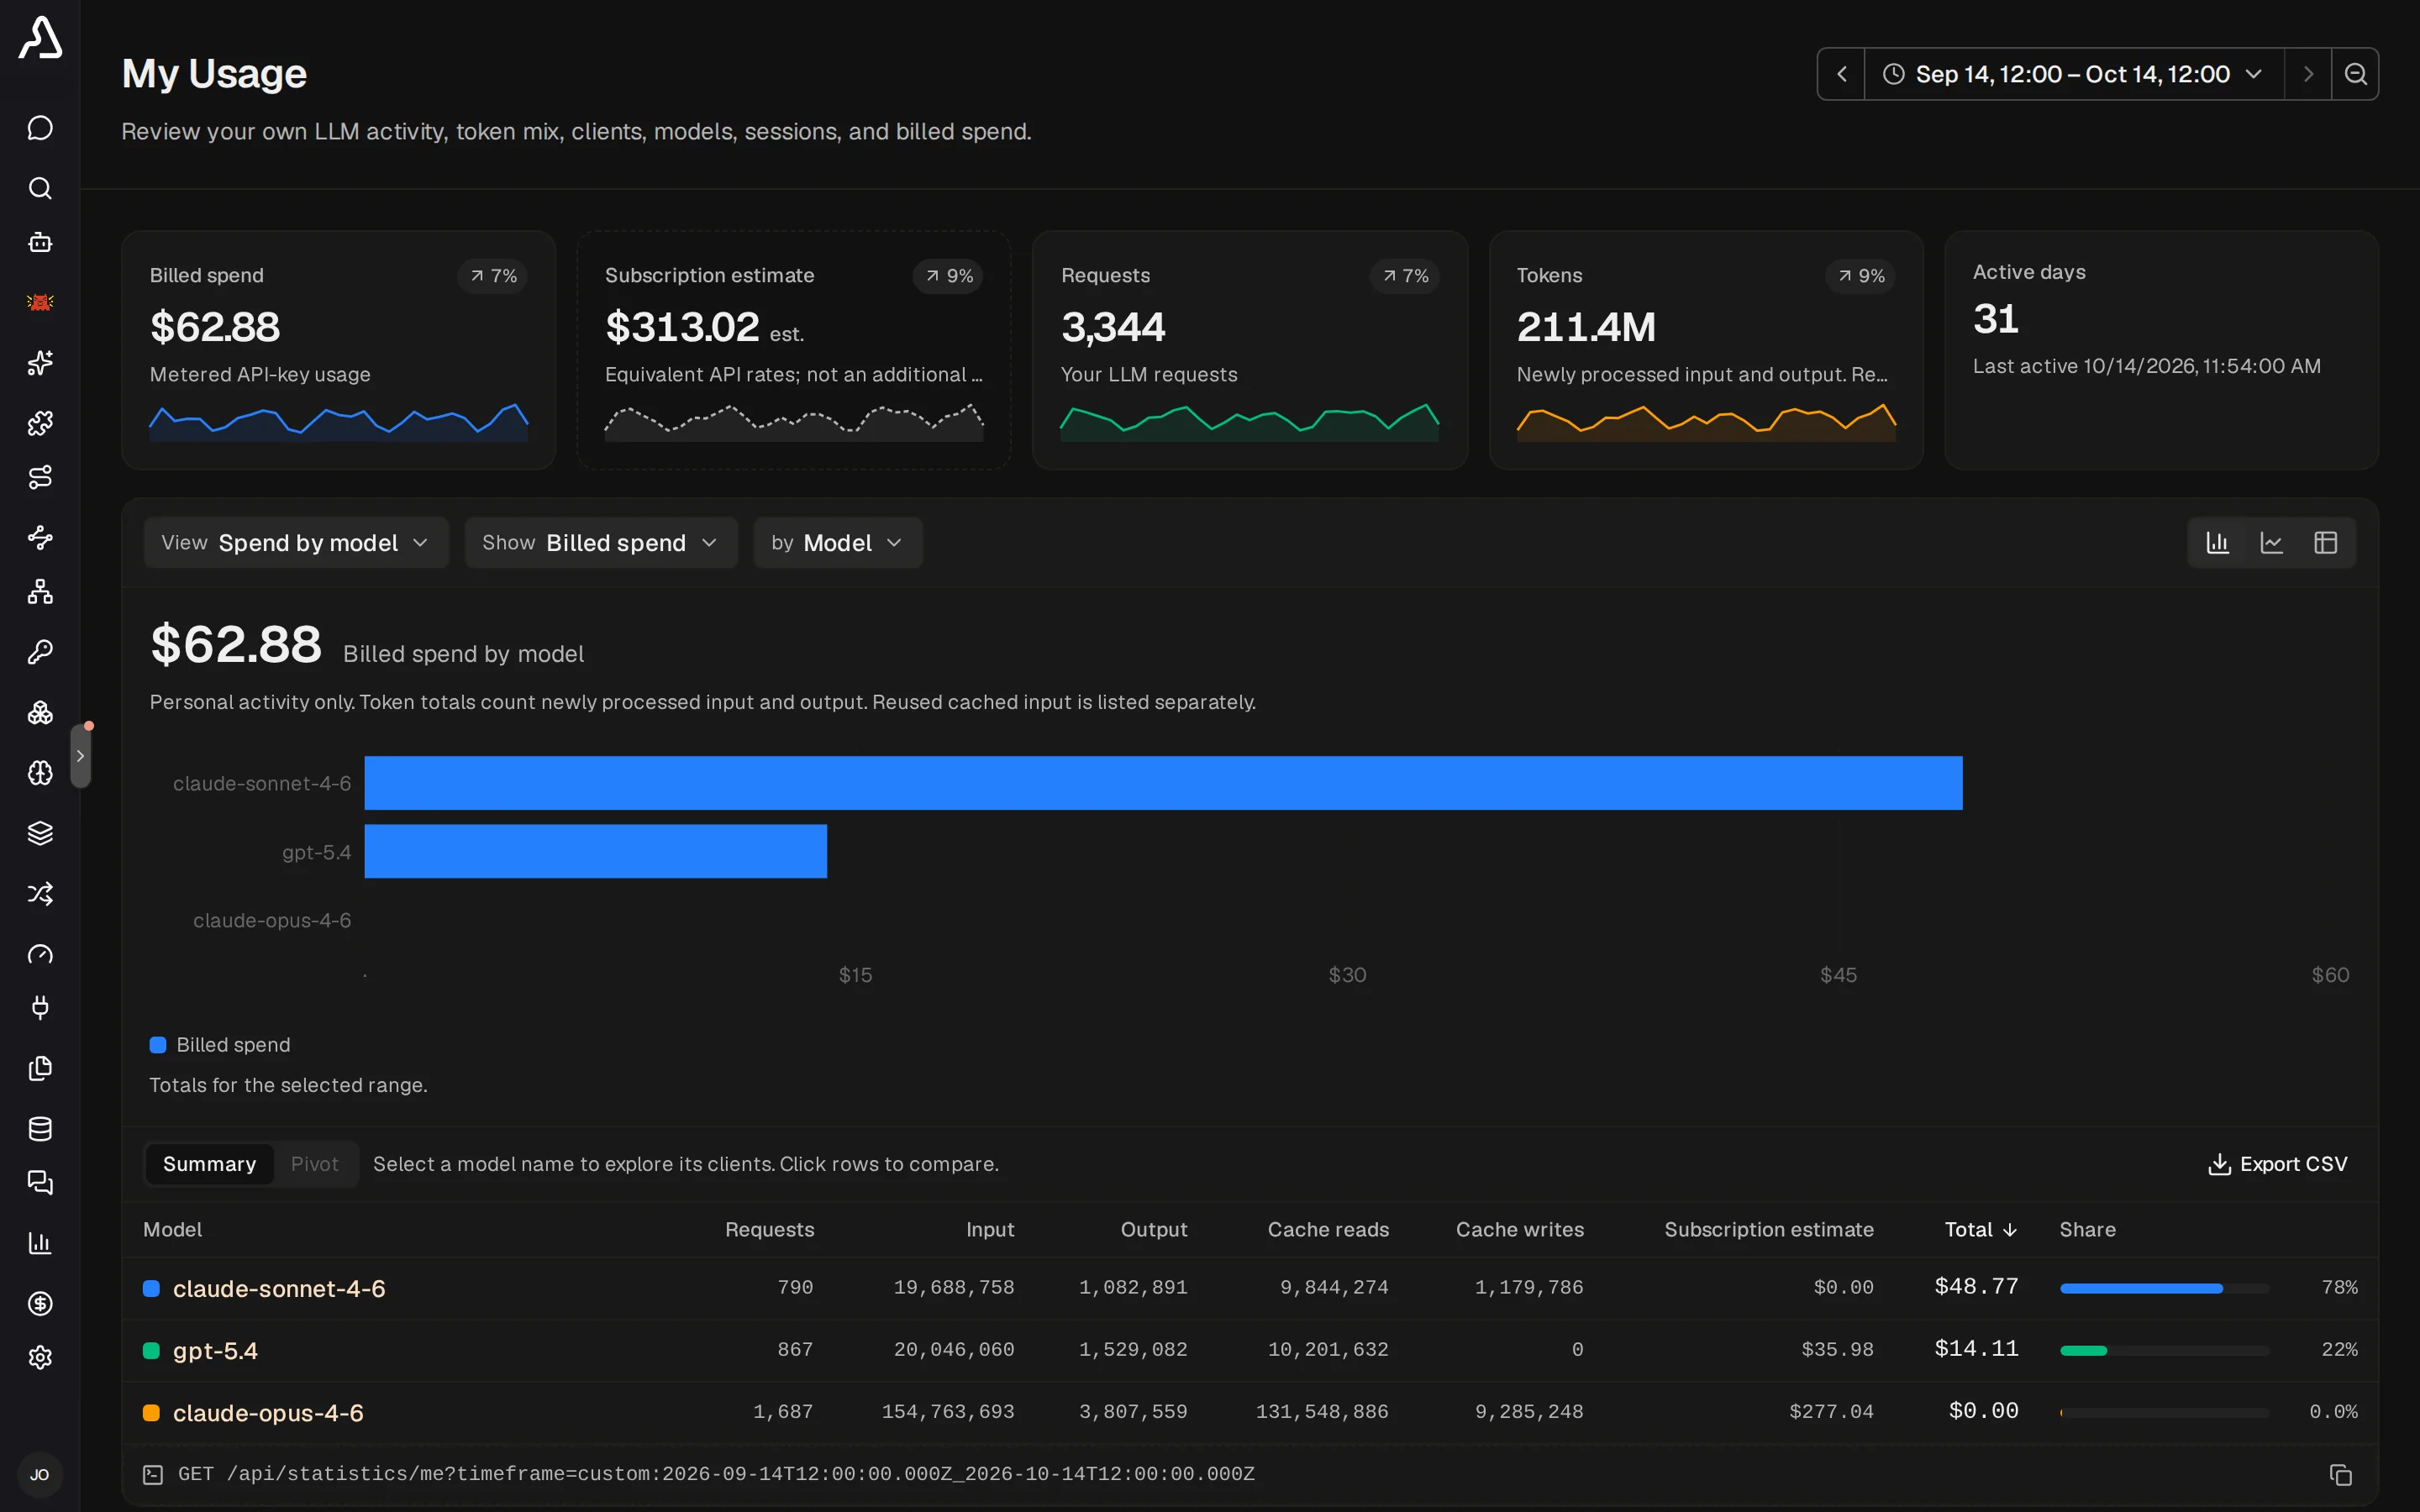 My Usage
Sep 14, 12:00 – Oct 14, 12:00
Review your own LLM activity, token mix, clients, models, sessions, and billed spend.
Billed spend
7%
$62.88
Metered API-key usage
Subscription estimate
9%
$313.02 est.
Equivalent API rates; not an additional ...
Requests
7%
3,344
Your LLM requests
Tokens
9%
211.4M
Newly processed input and output. Re...
Active days
31
Last active 10/14/2026, 11:54:00 AM
View Spend by model
Show Billed spend
by Model
$62.88 Billed spend by model
Personal activity only. Token totals count newly processed input and output. Reused cached input is listed separately.
claude-sonnet-4-6
gpt-5.4
claude-opus-4-6
$15 $30 $45 $60
Billed spend
Totals for the selected range.
Summary Pivot Select a model name to explore its clients. Click rows to compare.
Export CSV
Model Requests Input Output Cache reads Cache writes Subscription estimate Total ↓ Share
claude-sonnet-4-6 790 19,688,758 1,082,891 9,844,274 1,179,786 $0.00 $48.77 78%
gpt-5.4 867 20,046,060 1,529,082 10,201,632 0 $35.98 $14.11 22%
claude-opus-4-6 1,687 154,763,693 3,807,559 131,548,886 9,285,248 $277.04 $0.00 0.0%
GET /api/statistics/me?timeframe=custom:2026-09-14T12:00:00.000Z_2026-10-14T12:00:00.000Z
JO